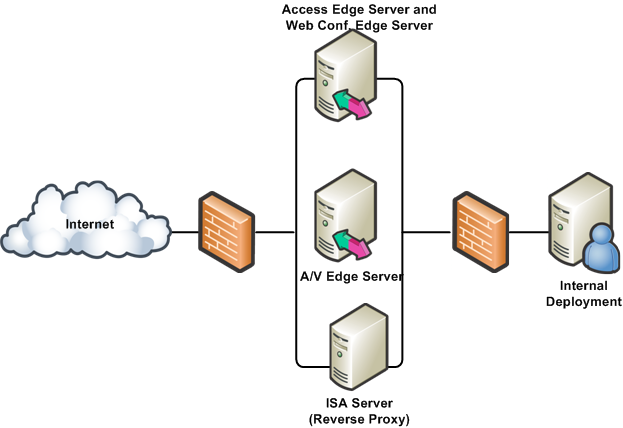 Access Edge Server and
Web Conf. Edge Server
Internet
A/V Edge Server
Internal
Deployment
ISA Server
(Reverse Proxy)